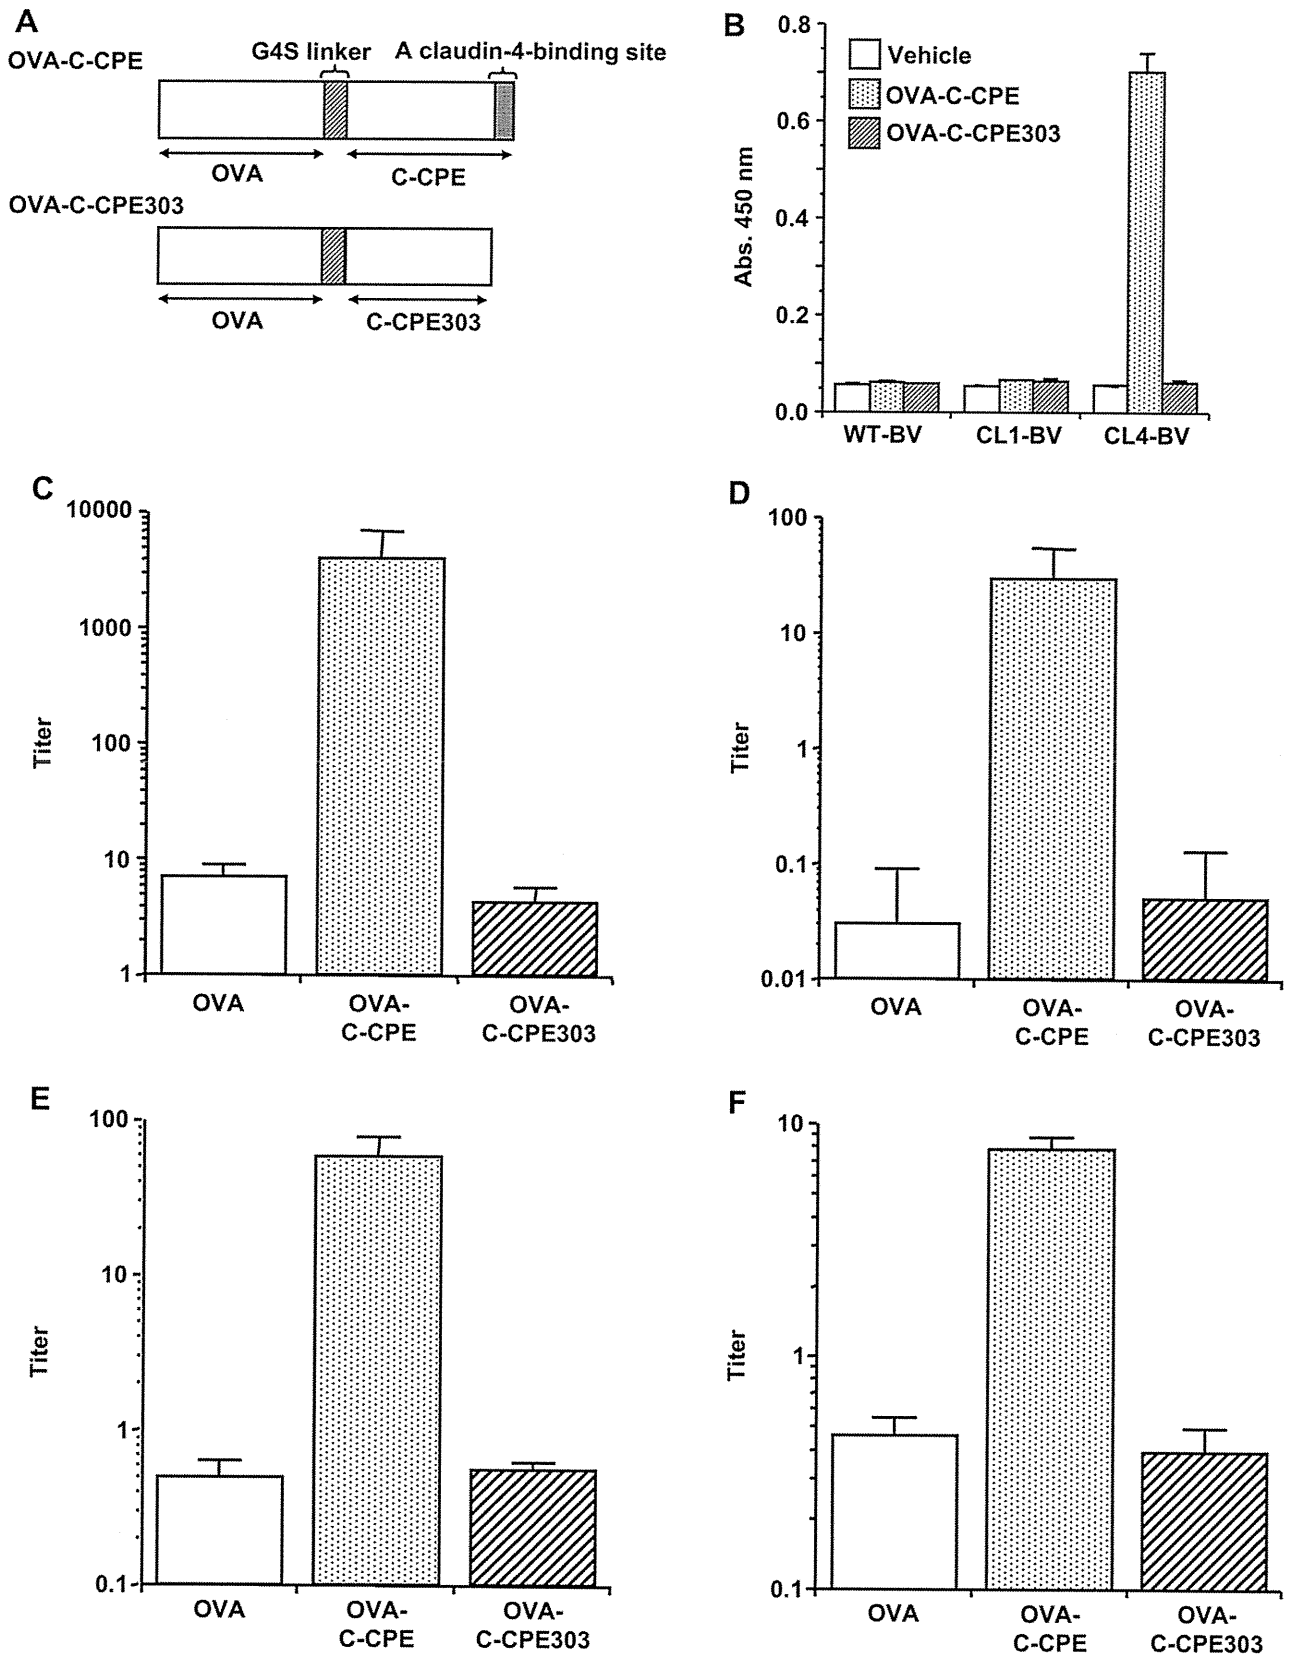 A
OVA-C-CPE
G4S linker
A claudin-4-binding site
OVA
C-CPE
OVA-C-CPE303
OVA
C-CPE303
B
0.8
0.6
0.4
0.2
0.0
Abs. 450 nm
Vehicle
OVA-C-CPE
OVA-C-CPE303
WT-BV
CL1-BV
CL4-BV
C
10000
1000
100
10
1
Titer
OVA
OVA-
C-CPE
OVA-
C-CPE303
D
100
10
1
0.1
0.01
Titer
OVA
OVA-
C-CPE
OVA-
C-CPE303
E
100
10
1
0.1
Titer
OVA
OVA-
C-CPE
OVA-
C-CPE303
F
10
1
0.1
Titer
OVA
OVA-
C-CPE
OVA-
C-CPE303